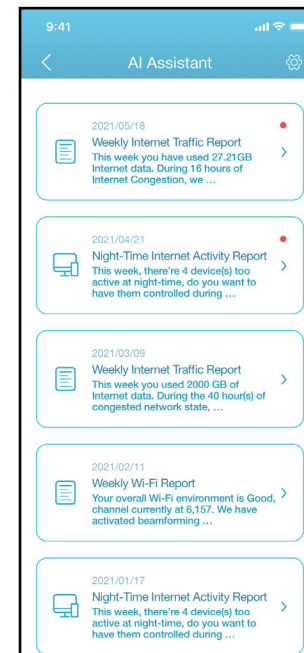 9:41
AI Assistant
2021/05/18
Weekly Internet Traffic Report
This week you have used 27.21GB
Internet data. During 16 hours of
Internet Congestion, we ...
2021/04/21
Night-Time Internet Activity Report
This week, there're 4 device(s) too
active at night-time, do you want to
have them controlled during ...
2021/03/09
Weekly Internet Traffic Report
This week you used 2000 GB of
Internet data. During the 40 hour(s) of
congested network state, ...
2021/02/11
Weekly Wi-Fi Report
Your overall Wi-Fi environment is Good,
channel currently at 6,157. We have
activated beamforming ...
2021/01/17
Night-Time Internet Activity Report
This week, there're 4 device(s) too
active at night-time, do you want to
have them controlled during ...